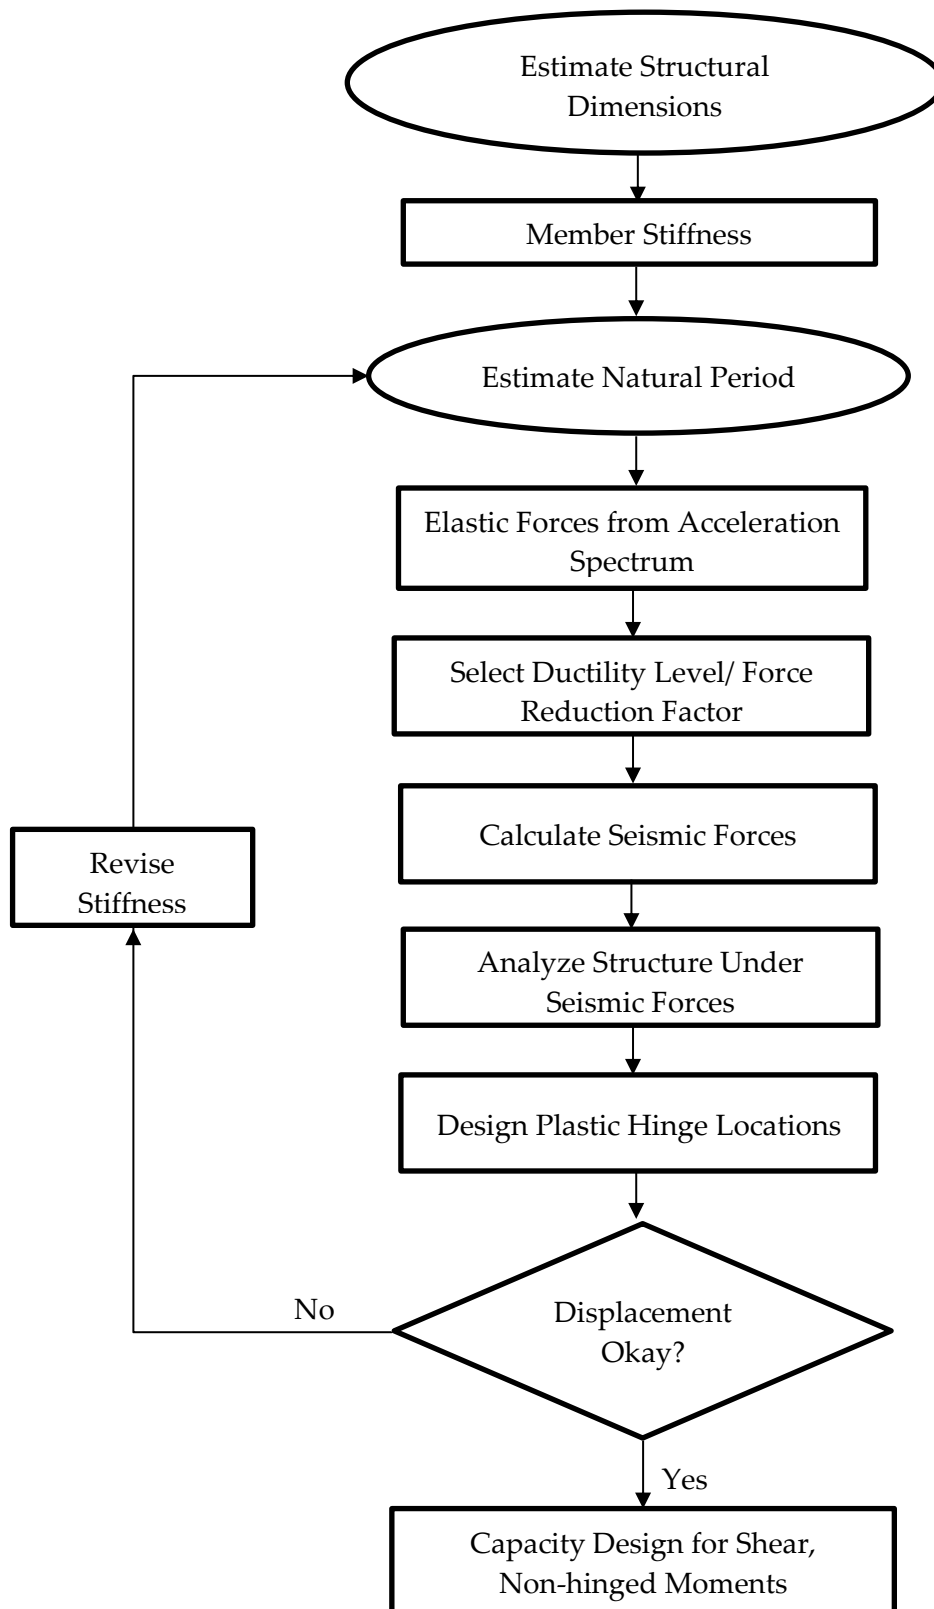 Estimate Structural
Dimensions
Member Stiffness
Estimate Natural Period
Elastic Forces from Acceleration
Spectrum
Select Ductility Level/ Force
Reduction Factor
Calculate Seismic Forces
Revise
Stiffness
Analyze Structure Under
Seismic Forces
Design Plastic Hinge Locations
No
Displacement
Okay?
Yes
Capacity Design for Shear,
Non-hinged Moments